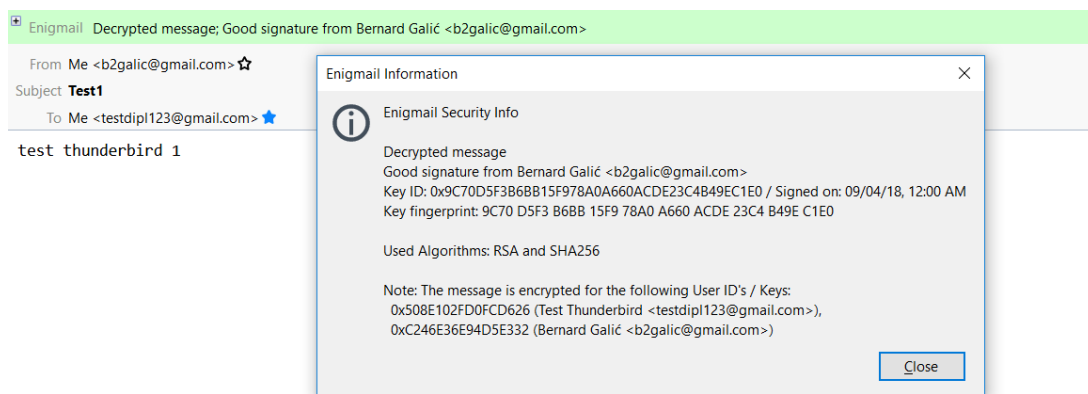 Enigmail Decrypted message; Good signature from Bernard Galić <b2galic@gmail.com>
From Me <b2galic@gmail.com>
Subject Test1
To Me <testdipl123@gmail.com>
test thunderbird 1
Enigmail Information
Enigmail Security Info
Decrypted message
Good signature from Bernard Galić <b2galic@gmail.com>
Key ID: 0x9C70D5F3B6BB15F978A0A660ACDE23C4B49EC1E0 / Signed on: 09/04/18, 12:00 AM
Key fingerprint: 9C70 D5F3 B6BB 15F9 78A0 A660 ACDE 23C4 B49E C1E0
Used Algorithms: RSA and SHA256
Note: The message is encrypted for the following User ID's / Keys:
0x508E102FD0FCD626 (Test Thunderbird <testdipl123@gmail.com>),
0xC246E36E94D5E332 (Bernard Galić <b2galic@gmail.com>)
Close